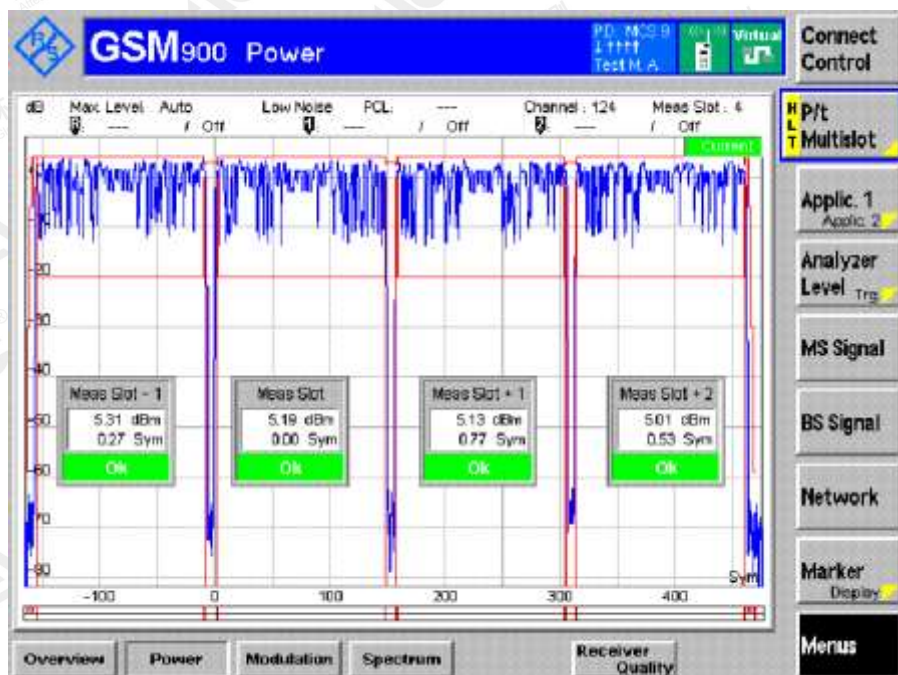 R&S
GSM900 Power
PD: MCS 9
Test M. A
Virtual
Connect Control
dB Max. Level Auto Low Noise PCL: --- Channel : 124 Meas Slot : 4
R: --- / Off 1: --- / Off 2: --- / Off
Current
HLT
P/t Multislot
Applic. 1
Applic. 2
Analyzer Level Trg
MS Signal
BS Signal
Network
Marker
Display
Menus
-20
-30
-40
-50
-60
-70
-80
Meas Slot - 1
5.31 dBm
0.27 Sym
Ok
Meas Slot
5.19 dBm
0.00 Sym
Ok
Meas Slot + 1
5.13 dBm
0.77 Sym
Ok
Meas Slot + 2
5.01 dBm
0.53 Sym
Ok
Sym
-100 0 100 200 300 400
Overview Power Modulation Spectrum Receiver Quality